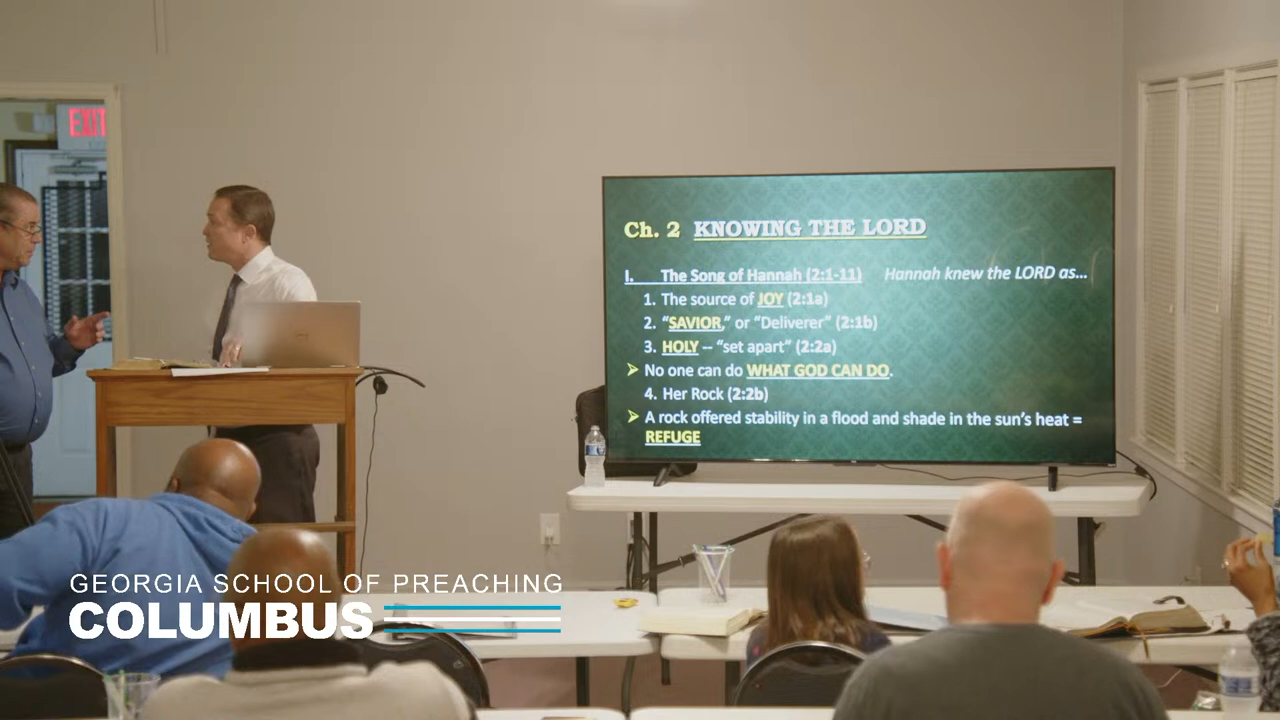 EXIT
Ch. 2 KNOWING THE LORD
I. The Song of Hannah (2:1-11) Hannah knew the LORD as...
1. The source of JOY (2:1a)
2. “SAVIOR,” or “Deliverer” (2:1b)
3. HOLY -- “set apart” (2:2a)
No one can do WHAT GOD CAN DO.
4. Her Rock (2:2b)
A rock offered stability in a flood and shade in the sun’s heat =
REFUGE
GEORGIA SCHOOL OF PREACHING
COLUMBUS